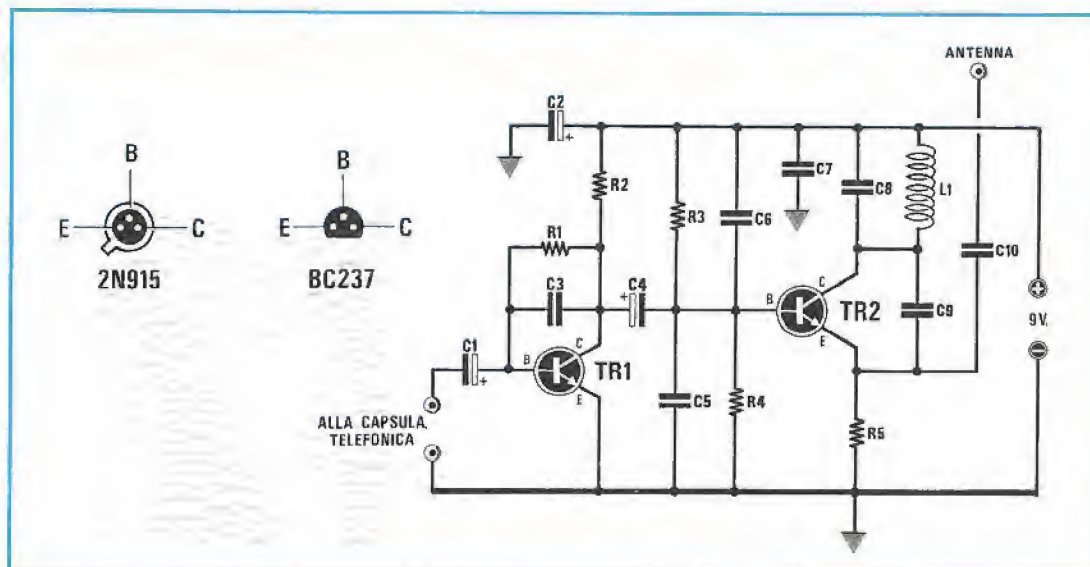 ANTENNA
B
E C
2N915
B
E C
BC237
C2
+
R2
R1
C3
C4
+
R3
C6
C7
C8
L1
C10
C1
+
B
C
E
TR1
C5
R4
B
C
E
TR2
C9
R5
+
9V.
-
ALLA CAPSULA
TELEFONICA